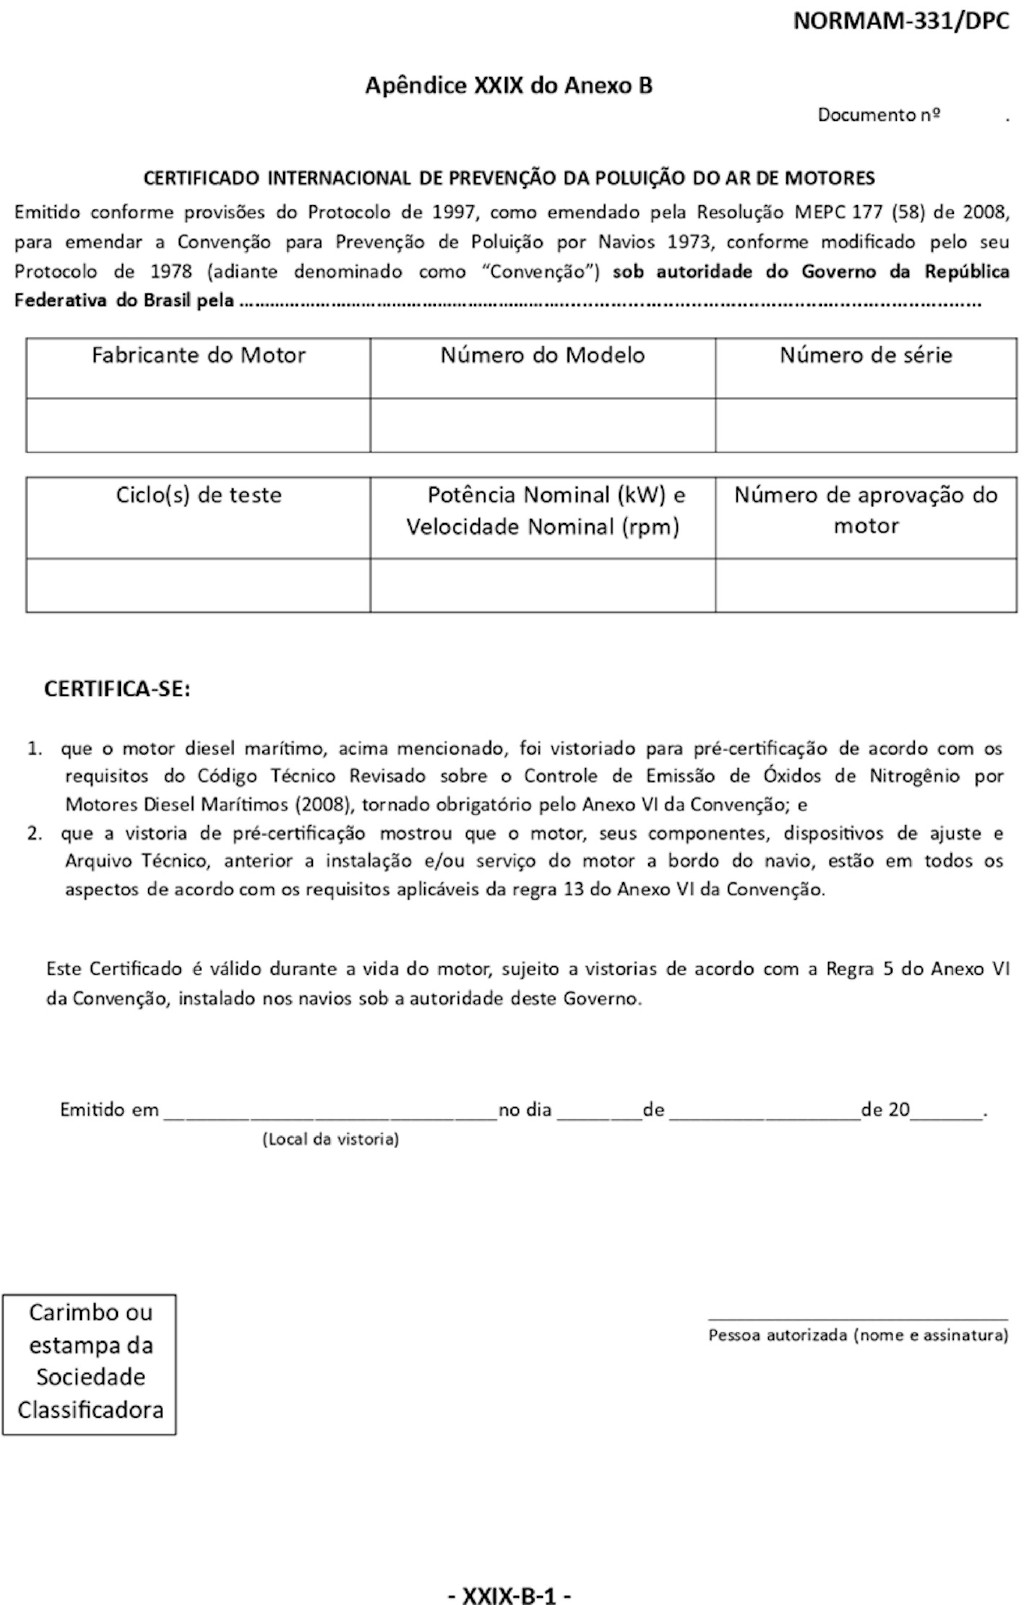 NORMAM-331/DPC
Apêndice XXIX do Anexo B
Documento nº .
CERTIFICADO INTERNACIONAL DE PREVENÇÃO DA POLUIÇÃO DO AR DE MOTORES
Emitido conforme provisões do Protocolo de 1997, como emendado pela Resolução MEPC 177 (58) de 2008,
para emendar a Convenção para Prevenção de Poluição por Navios 1973, conforme modificado pelo seu
Protocolo de 1978 (adiante denominado como “Convenção”) sob autoridade do Governo da República
Federativa do Brasil pela ..............................................................................................................................
Fabricante do Motor Número do Modelo Número de série
Ciclo(s) de teste Potência Nominal (kW) e Número de aprovação do
Velocidade Nominal (rpm) motor
CERTIFICA-SE:
1. que o motor diesel marítimo, acima mencionado, foi vistoriado para pré-certificação de acordo com os
requisitos do Código Técnico Revisado sobre o Controle de Emissão de Óxidos de Nitrogênio por
Motores Diesel Marítimos (2008), tornado obrigatório pelo Anexo VI da Convenção; e
2. que a vistoria de pré-certificação mostrou que o motor, seus componentes, dispositivos de ajuste e
Arquivo Técnico, anterior a instalação e/ou serviço do motor a bordo do navio, estão em todos os
aspectos de acordo com os requisitos aplicáveis da regra 13 do Anexo VI da Convenção.
Este Certificado é válido durante a vida do motor, sujeito a vistorias de acordo com a Regra 5 do Anexo VI
da Convenção, instalado nos navios sob a autoridade deste Governo.
Emitido em_________________________________no dia ________de___________________de 20_______.
(Local da vistoria)
Carimbo ou
estampa da
Sociedade
Classificadora
Pessoa autorizada (nome e assinatura)
- XXIX-B-1 -